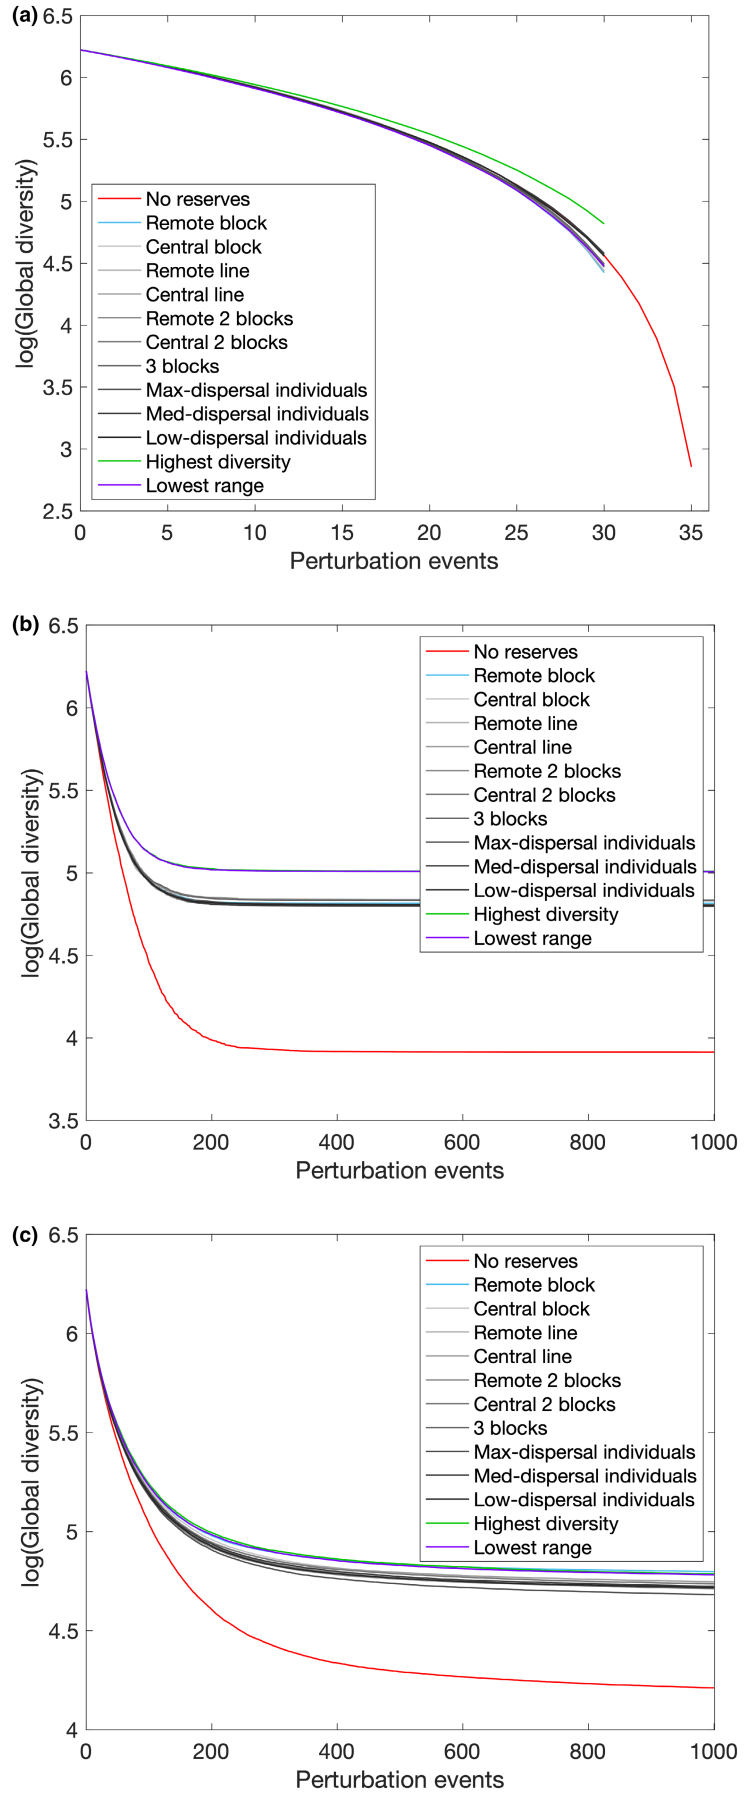 (a)
6.5
6
5.5
5
4.5
4
3.5
3
2.5
log(Global diversity)
No reserves
Remote block
Central block
Remote line
Central line
Remote 2 blocks
Central 2 blocks
3 blocks
Max-dispersal individuals
Med-dispersal individuals
Low-dispersal individuals
Highest diversity
Lowest range
0 5 10 15 20 25 30 35
Perturbation events
(b)
6.5
6
5.5
5
4.5
4
3.5
log(Global diversity)
No reserves
Remote block
Central block
Remote line
Central line
Remote 2 blocks
Central 2 blocks
3 blocks
Max-dispersal individuals
Med-dispersal individuals
Low-dispersal individuals
Highest diversity
Lowest range
0 200 400 600 800 1000
Perturbation events
(c)
6.5
6
5.5
5
4.5
4
log(Global diversity)
No reserves
Remote block
Central block
Remote line
Central line
Remote 2 blocks
Central 2 blocks
3 blocks
Max-dispersal individuals
Med-dispersal individuals
Low-dispersal individuals
Highest diversity
Lowest range
0 200 400 600 800 1000
Perturbation events